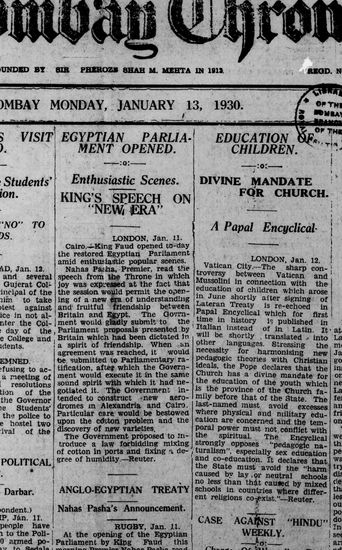 Bombay Chron
FOUNDED BY SIR PHEROZE SHAH M. MEHTA IN 1913.
REGD. N
BOMBAY MONDAY, JANUARY 13, 1930.
LIBRARY
OF THE
BOMBAY
BRANCH
OF THE
VISIT
Students'
"NO" TO
AD, JAN. 12.
and several
Gujarat Col-
incipal of the
him to take
test against
not al-
nter the Col-
day of the
e College and
udents.
EMNED.
fusing to ac-
a meeting of
resolutions
tion of the
the Governor
e Students'
the police to
e hostel two
rival of the
POLITICAL
Darbar.
pondent.)
JAN. 11.
people have
n to the Poli-
armed po-
EGYPTIAN PARLIA-
MENT OPENED.
—:o:—
Enthusiastic Scenes.
KING'S SPEECH ON
"NEW ERA"
LONDON, JAN. 11.
Cairo.—King Fuad opened to-day
the restored Egyptian Parliament
amid enthusiastic popular scenes.
Nahas Pasha, Premier, read the
speech from the Throne in which
joy was expressed at the fact that
the session would permit the open-
ing of a new era of understanding
and fruitful friendship between
Britain and Egypt. The Govern-
ment would gladly submit to the
Parliament proposals presented by
Britain which had been dictated in
a spirit of friendship. When an
agreement was reached, it would
be submitted to Parliamentary ra-
tification, after which the Govern-
ment would execute it in the same
sound spirit with which it had ne-
gotiated it. The Government in-
tended to construct new aero-
dromes in Alexandria and Cairo.
Particular care would be bestowed
upon the cotton problem and the
discovery of new varieties.
The Government proposed to in-
troduce a law forbidding mixing
of cotton in ports and fixing a de-
gree of humidity.—Reuter.
ANGLO-EGYPTIAN TREATY
Nahas Pasha's Announcement.
RUGBY, JAN. 11.
At the opening of the Egyptian
Parliament by King Fuad this
EDUCATION OF
CHILDREN.
—:o:—
DIVINE MANDATE
FOR CHURCH.
A Papal Encyclical
LONDON, JAN. 12.
Vatican City.—The sharp con-
troversy between Vatican and
Mussolini in connection with the
education of children which arose
in June shortly after signing of
Lateran Treaty is re-echoed in
Papal Encyclical which for first
time in history is published in
Italian instead of in Latin. It
will be shortly translated into
other languages. Stressing the
necessity for harmonising new
pedagogic theories with Christian
ideals, the Pope declares that the
Church has a divine mandate for
the education of the youth which
is the province of the Church fa-
mily before that of the State. The
last-named must avoid excesses
where physical and military edu-
cation are concerned and the tem-
poral power must not conflict with
the spiritual. The Encyclical
strongly opposes "pedagogic na-
turalism", especially sex education
and co-education. It declares that
the State must avoid the "harm
caused by lay or neutral schools
no less than that caused by mixed
schools in countries where differ-
ent religions co-exist."—Reuter.
CASE AGAINST "HINDU"
WEEKLY.
—:o:—